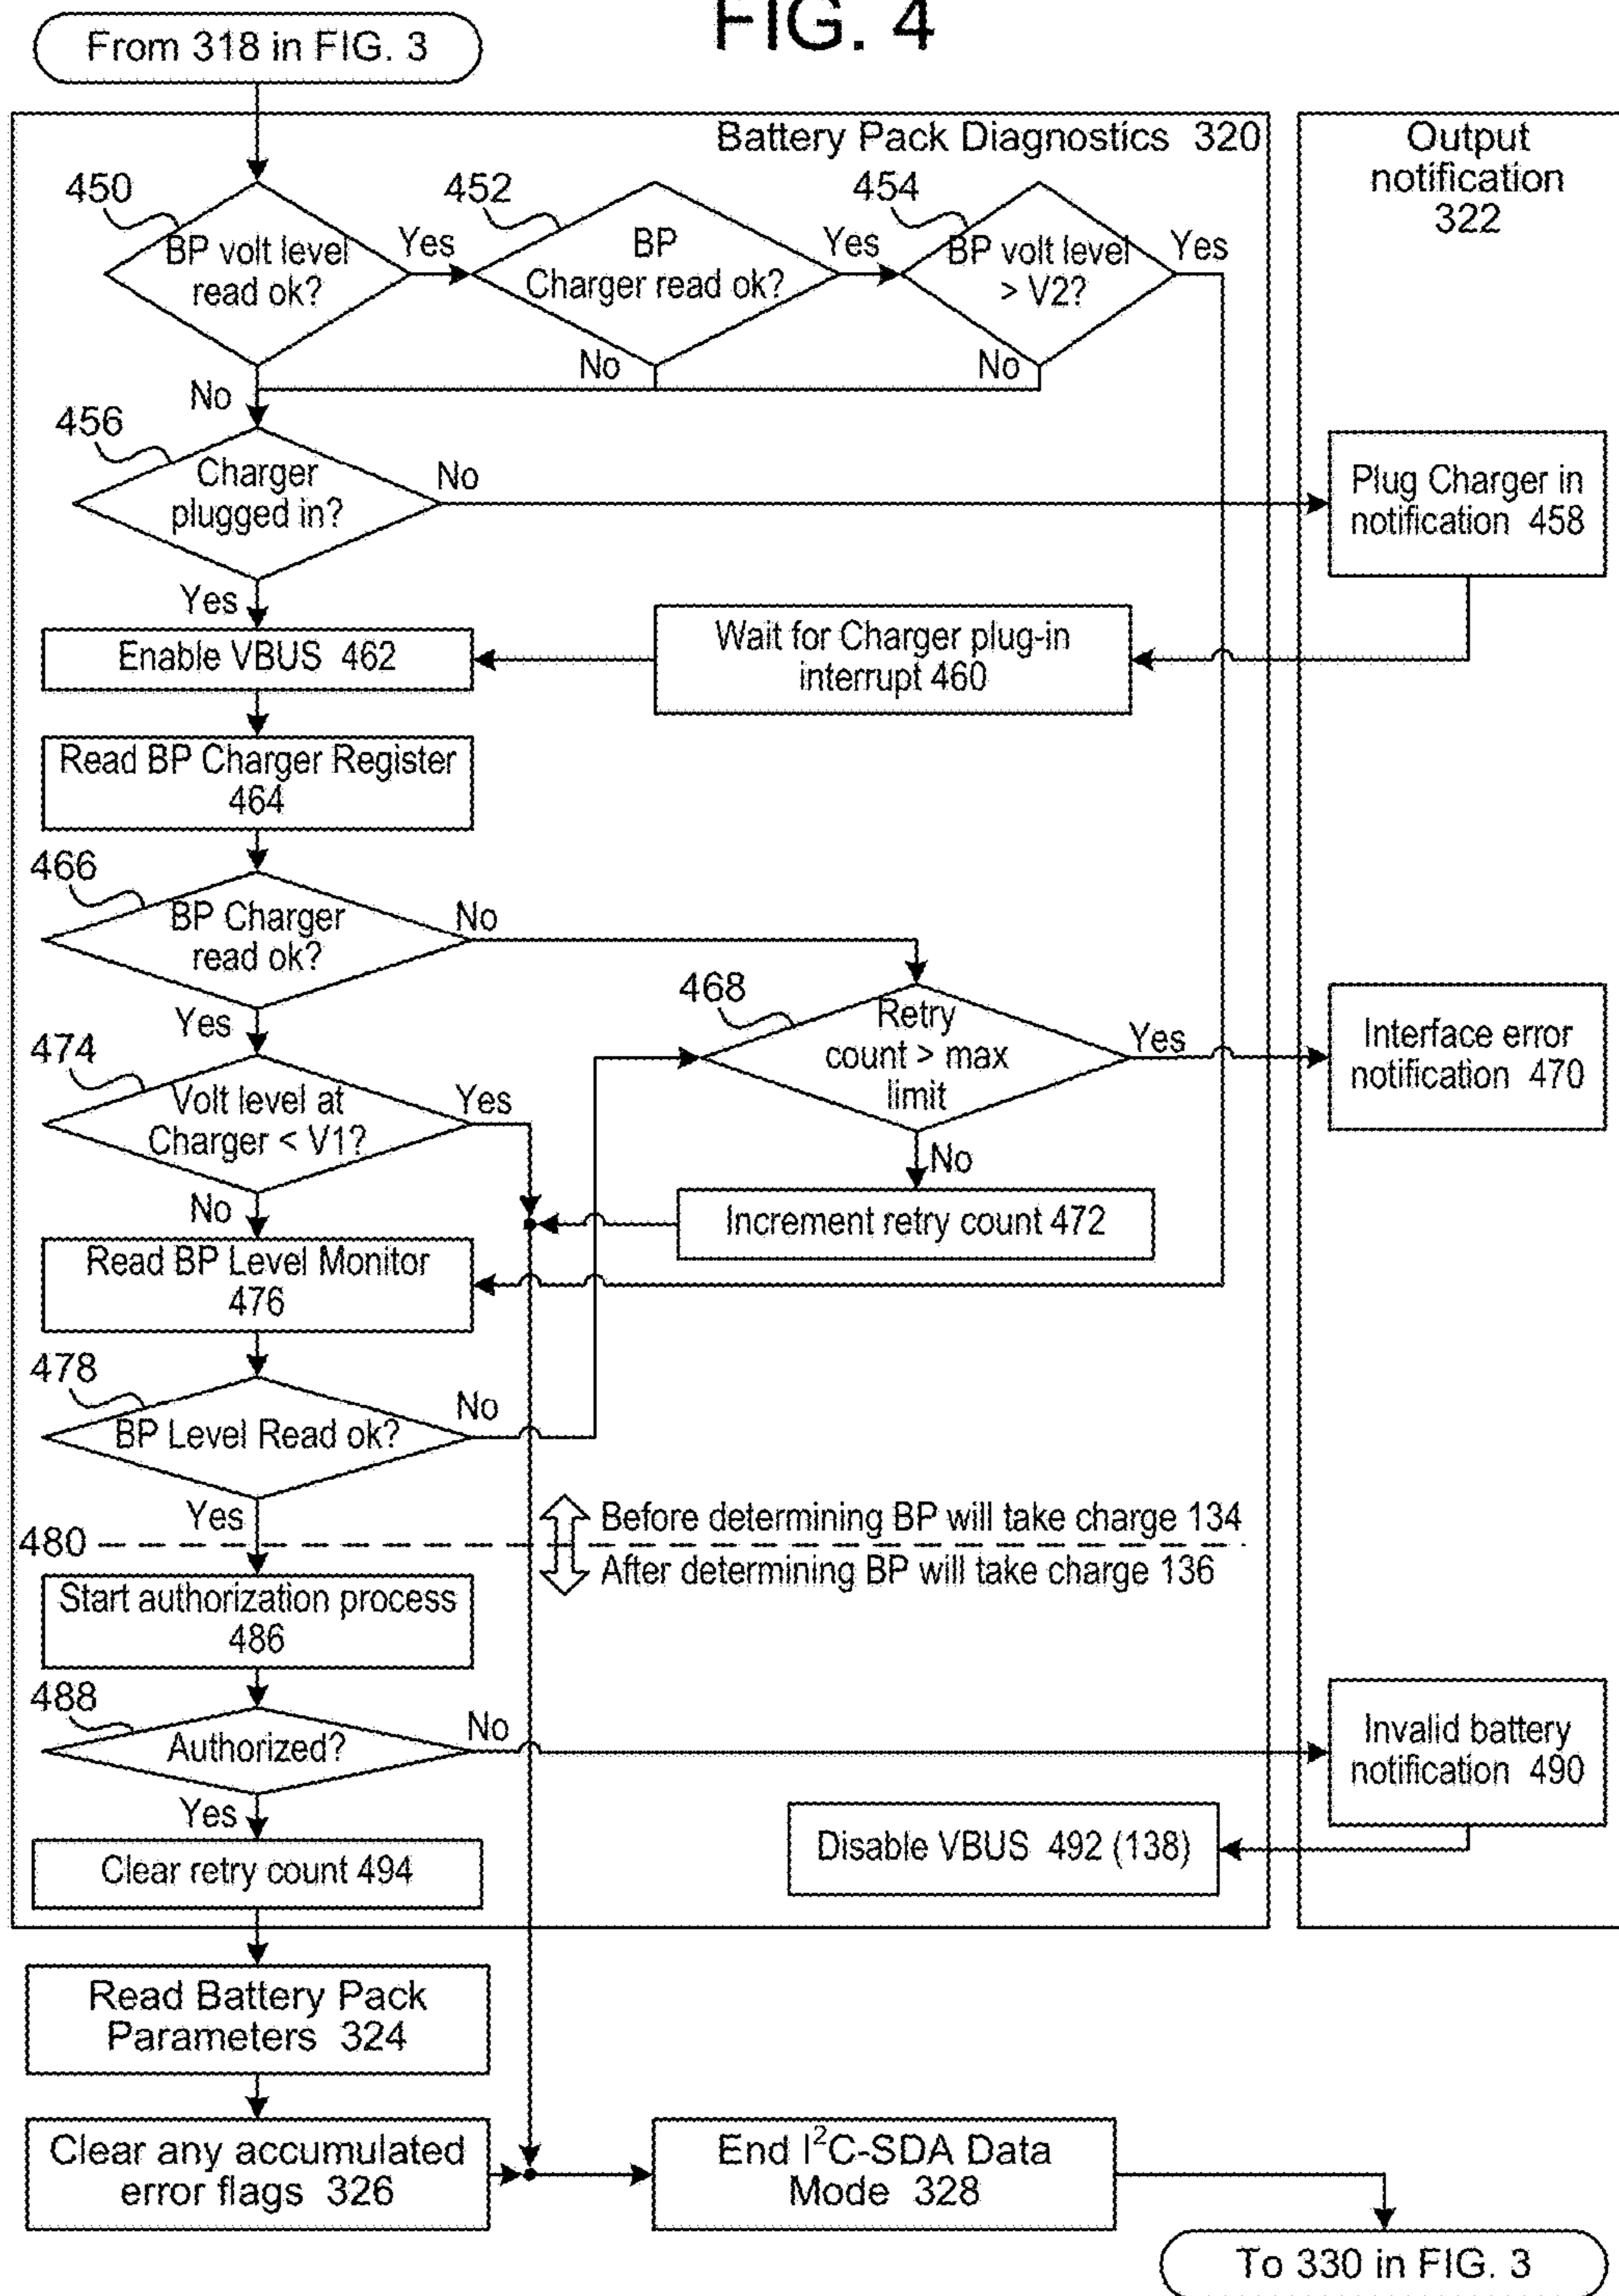 FIG. 4
From 318 in FIG. 3
Battery Pack Diagnostics 320
Output
notification
322
450
BP volt level
read ok?
Yes
No
452
BP
Charger read ok?
Yes
No
454
BP volt level
> V2?
Yes
No
456
Charger
plugged in?
No
Yes
Plug Charger in
notification 458
Wait for Charger plug-in
interrupt 460
Enable VBUS 462
Read BP Charger Register
464
466
BP Charger
read ok?
No
Yes
468
Retry
count > max
limit
Yes
No
Interface error
notification 470
474
Volt level at
Charger < V1?
Yes
No
Increment retry count 472
Read BP Level Monitor
476
478
BP Level Read ok?
No
Yes
480
Before determining BP will take charge 134
After determining BP will take charge 136
Start authorization process
486
488
Authorized?
No
Yes
Invalid battery
notification 490
Disable VBUS 492 (138)
Clear retry count 494
Read Battery Pack
Parameters 324
Clear any accumulated
error flags 326
End I²C-SDA Data
Mode 328
To 330 in FIG. 3